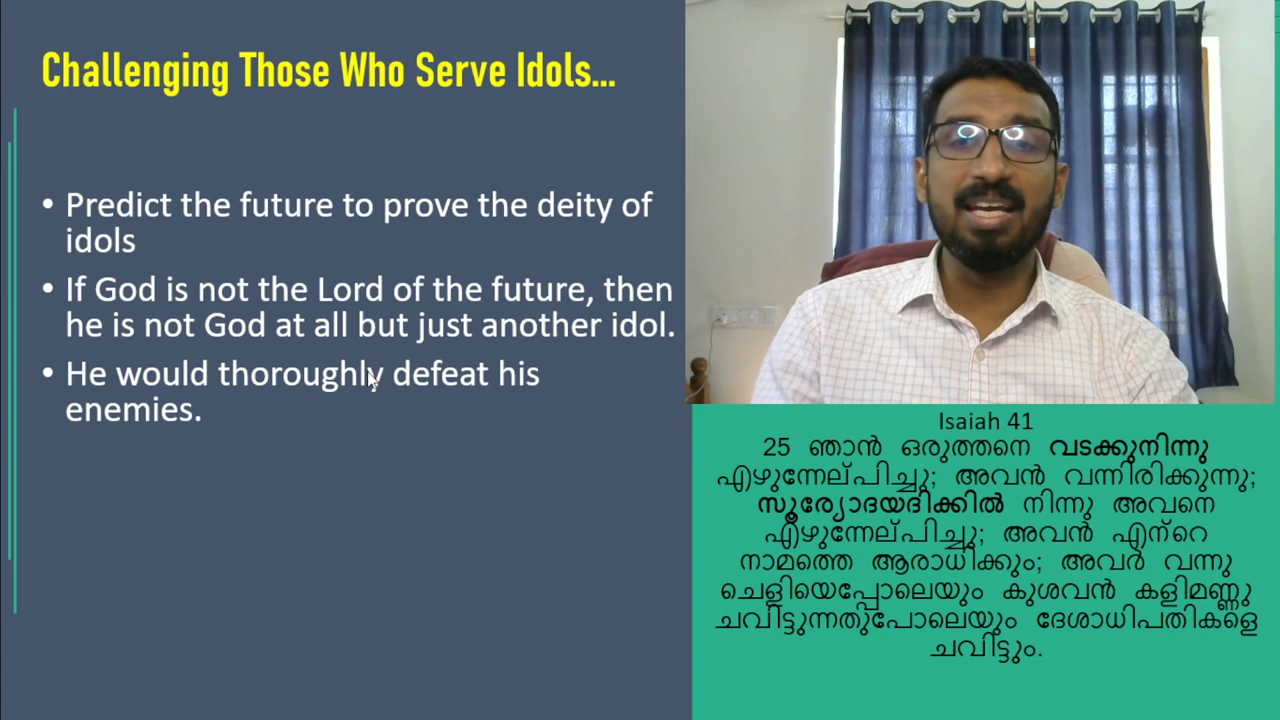 Challenging Those Who Serve Idols...
• Predict the future to prove the deity of
idols
• If God is not the Lord of the future, then
he is not God at all but just another idol.
• He would thoroughly defeat his
enemies.
Isaiah 41
25 ഞാൻ ഒരുത്തനെ വടക്കുനിന്നു
എഴുന്നേല്പിച്ചു; അവൻ വന്നിരിക്കുന്നു;
സൂര്യോദയദിക്കിൽ നിന്നു അവനെ
എഴുന്നേല്പിച്ചു; അവൻ എന്റെ
നാമത്തെ ആരാധിക്കും; അവർ വന്നു
ചെളിയെപ്പോലെയും കുശവൻ കളിമണ്ണു
ചവിട്ടുന്നതുപോലെയും ദേശാധിപതികളെ
ചവിട്ടും.